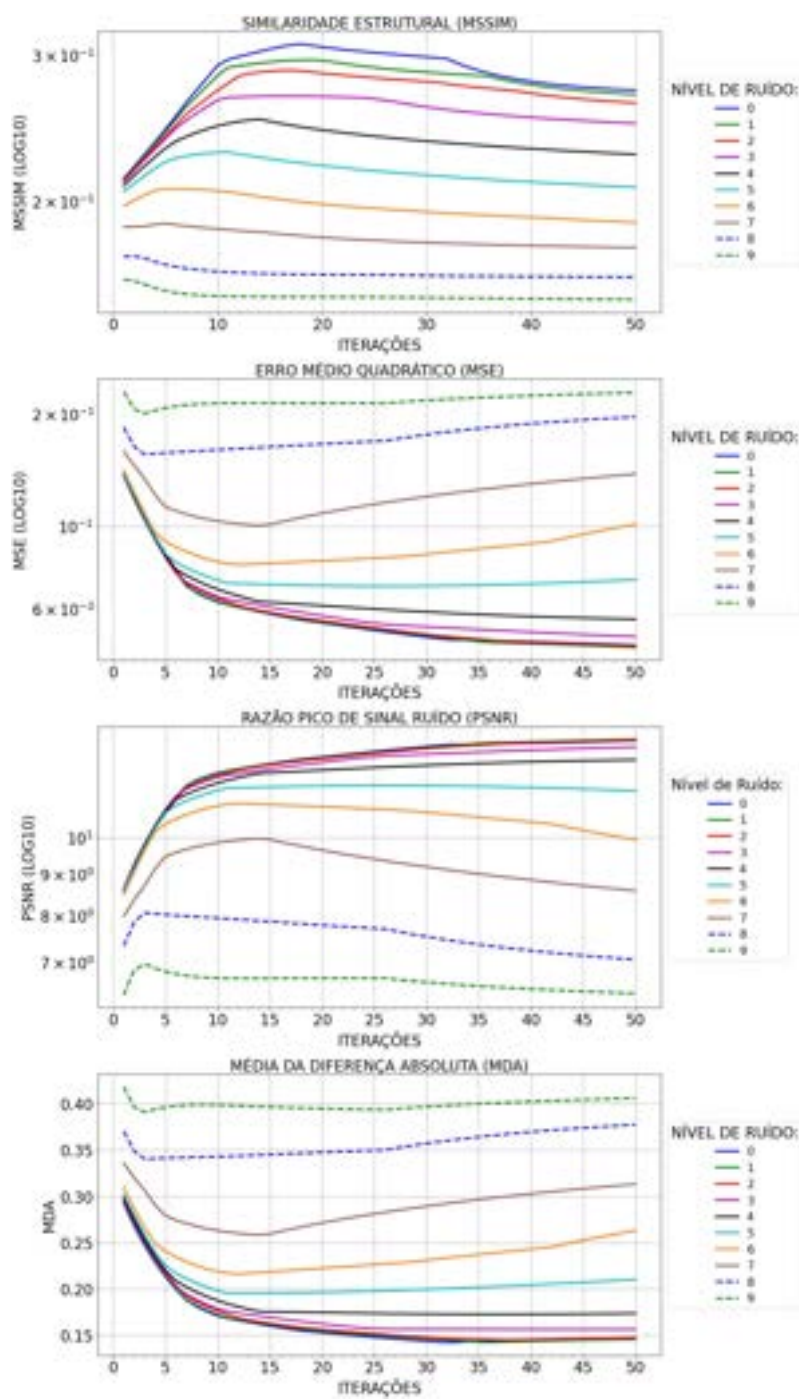 SIMILARIDADE ESTRUTURAL (MSSIM)
MSSIM (LOG10)
3×10⁻¹
2×10⁻¹
0 10 20 30 40 50
ITERAÇÕES
NÍVEL DE RUÍDO:
0
1
2
3
4
5
6
7
8
9
ERRO MÉDIO QUADRÁTICO (MSE)
MSE (LOG10)
2×10⁻¹
10⁻¹
6×10⁻²
0 5 10 15 20 25 30 35 40 45 50
ITERAÇÕES
NÍVEL DE RUÍDO:
0
1
2
3
4
5
6
7
8
9
RAZÃO PICO DE SINAL RUÍDO (PSNR)
PSNR (LOG10)
10¹
9×10⁰
8×10⁰
7×10⁰
0 5 10 15 20 25 30 35 40 45 50
ITERAÇÕES
Nível de Ruído:
0
1
2
3
4
5
6
7
8
9
MÉDIA DA DIFERENÇA ABSOLUTA (MDA)
MDA
0.40
0.35
0.30
0.25
0.20
0.15
0 5 10 15 20 25 30 35 40 45 50
ITERAÇÕES
NÍVEL DE RUÍDO:
0
1
2
3
4
5
6
7
8
9